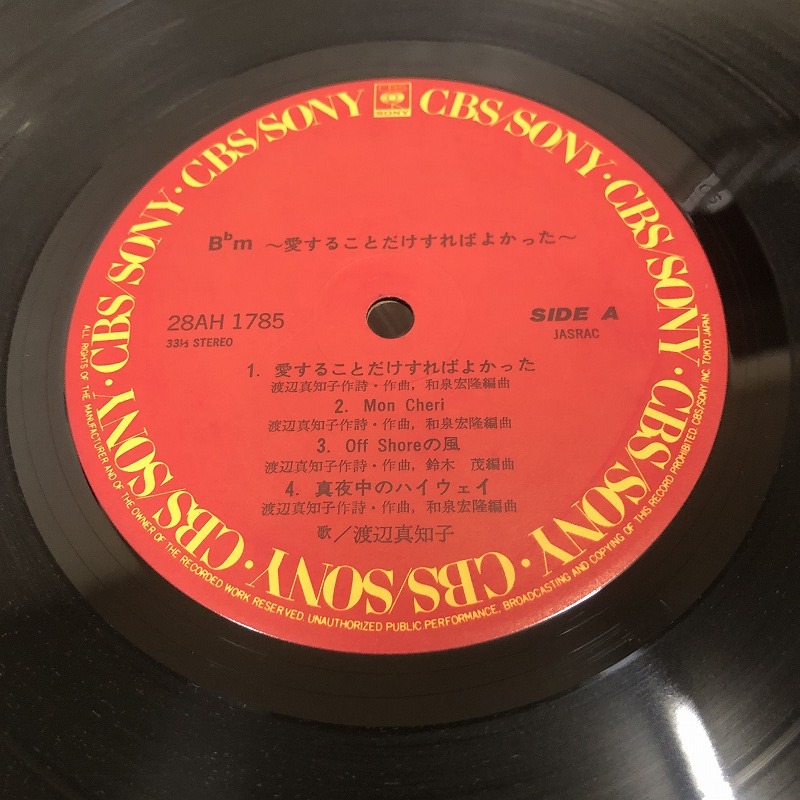 CBS/SONY · CBS/SONY · CBS/SONY · CBS/SONY · CBS/SONY · CBS/SONY · CBS/SONY · CBS/SONY
CBS
SONY
B♭m 〜愛することだけすればよかった〜
28AH 1785
33⅓ STEREO
SIDE A
JASRAC
1. 愛することだけすればよかった
渡辺真知子作詩・作曲, 和泉宏隆編曲
2. Mon Cheri
渡辺真知子作詩・作曲, 和泉宏隆編曲
3. Off Shoreの風
渡辺真知子作詩・作曲, 鈴木 茂編曲
4. 真夜中のハイウェイ
渡辺真知子作詩・作曲, 和泉宏隆編曲
歌／渡辺真知子
ALL RIGHTS OF THE MANUFACTURER AND OF THE OWNER OF THE RECORDED WORK RESERVED. UNAUTHORIZED PUBLIC PERFORMANCE, BROADCASTING AND COPYING OF THIS RECORD PROHIBITED. CBS/SONY INC. TOKYO JAPAN